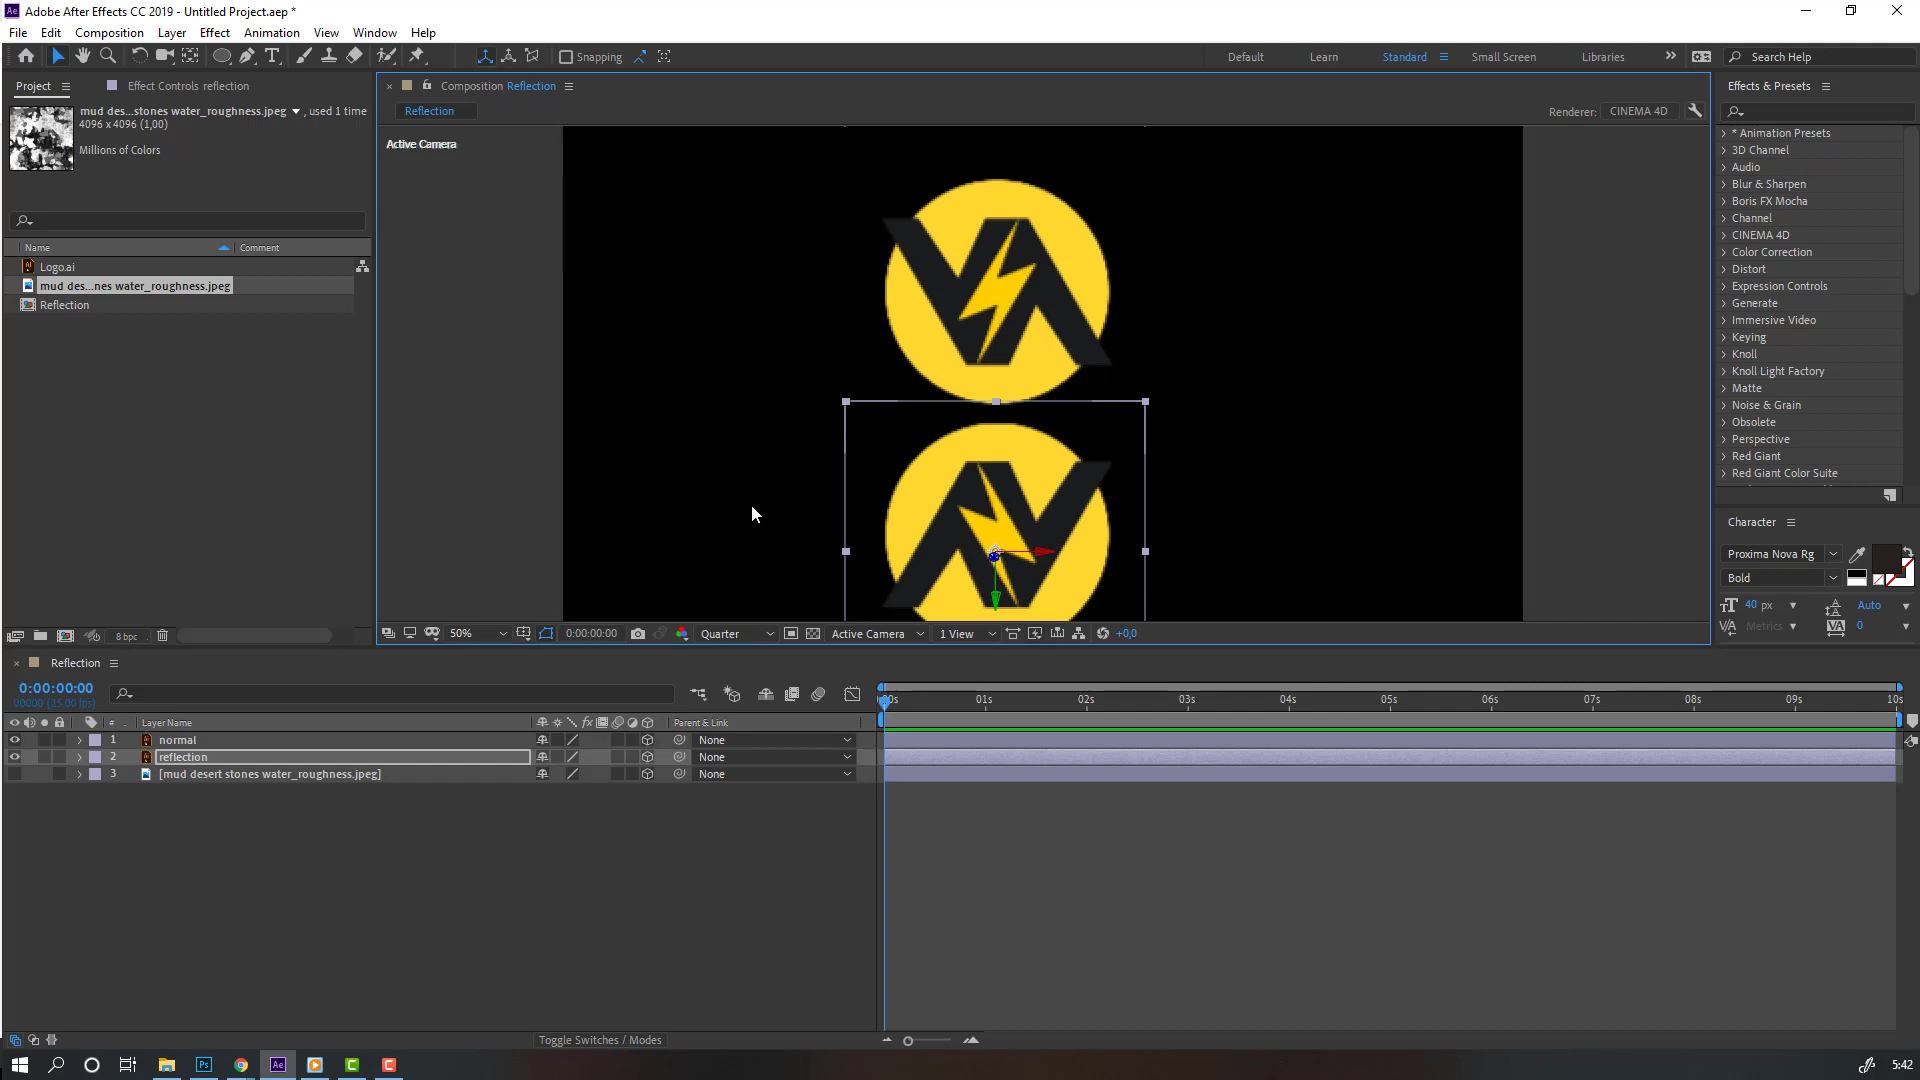 Adobe After Effects CC 2019 - Untitled Project.aep *
File Edit Composition Layer Effect Animation View Window Help
Snapping
Default Learn Standard Small Screen Libraries
Search Help
Project
Effect Controls reflection
mud des...stones water_roughness.jpeg , used 1 time
4096 x 4096 (1,00)
Millions of Colors
Name Comment
Logo.ai
mud des...nes water_roughness.jpeg
Reflection
8 bpc
Composition Reflection
Reflection
Renderer: CINEMA 4D
Active Camera
50% 0:00:00:00 Quarter Active Camera 1 View +0,0
Effects & Presets
* Animation Presets
3D Channel
Audio
Blur & Sharpen
Boris FX Mocha
Channel
CINEMA 4D
Color Correction
Distort
Expression Controls
Generate
Immersive Video
Keying
Knoll
Knoll Light Factory
Matte
Noise & Grain
Obsolete
Perspective
Red Giant
Red Giant Color Suite
Character
Proxima Nova Rg
Bold
40 px Auto
Metrics 0
Reflection
0:00:00:00
00000 (25.00 fps)
# Layer Name Parent & Link
1 normal None
2 reflection None
3 [mud desert stones water_roughness.jpeg] None
00s 01s 02s 03s 04s 05s 06s 07s 08s 09s 10s
Toggle Switches / Modes
5:42